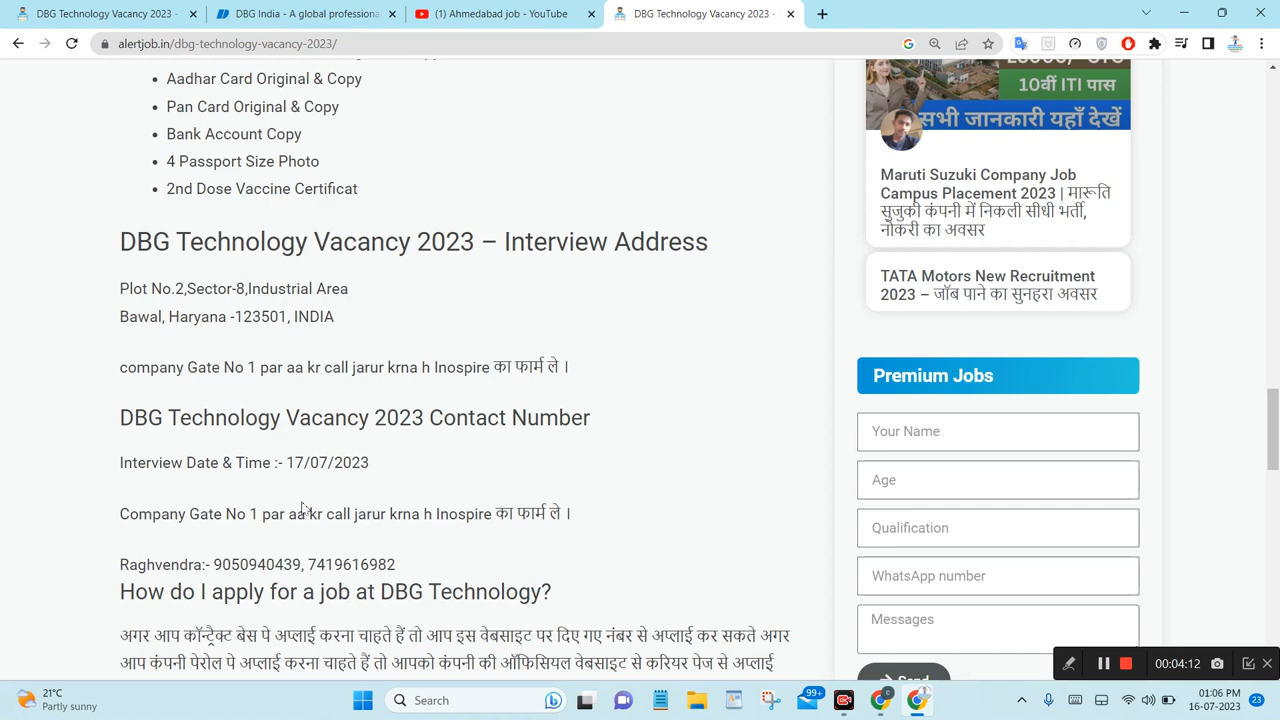 DBG Technology Vacancy 2023 -
DBG India - A global professiona
(1) Ahmedabad job - YouTube
DBG Technology Vacancy 2023 -
alertjob.in/dbg-technology-vacancy-2023/
Aadhar Card Original & Copy
Pan Card Original & Copy
Bank Account Copy
4 Passport Size Photo
2nd Dose Vaccine Certificat
DBG Technology Vacancy 2023 – Interview Address
Plot No.2,Sector-8,Industrial Area
Bawal, Haryana -123501, INDIA
company Gate No 1 par aa kr call jarur krna h Inospire का फार्म ले ।
DBG Technology Vacancy 2023 Contact Number
Interview Date & Time :- 17/07/2023
Company Gate No 1 par aa kr call jarur krna h Inospire का फार्म ले ।
Raghvendra:- 9050940439, 7419616982
How do I apply for a job at DBG Technology?
अगर आप कॉन्ट्रैक्ट बेस पे अप्लाई करना चाहते हैं तो आप इस वेबसाइट पर दिए गए नंबर से अप्लाई कर सकते अगर
आप कंपनी पेरोल पे अप्लाई करना चाहते हैं तो आपको कंपनी की ऑफिसियल वेबसाइट से करियर पेज से अप्लाई
10वीं ITI पास
सभी जानकारी यहाँ देखें
Maruti Suzuki Company Job
Campus Placement 2023 | मारूति
सुजुकी कंपनी में निकली सीधी भर्ती,
नौकरी का अवसर
TATA Motors New Recruitment
2023 – जॉब पाने का सुनहरा अवसर
Premium Jobs
Your Name
Age
Qualification
WhatsApp number
Messages
Send
00:04:12
21°C
Partly sunny
Search
99+
01:06 PM
16-07-2023
23